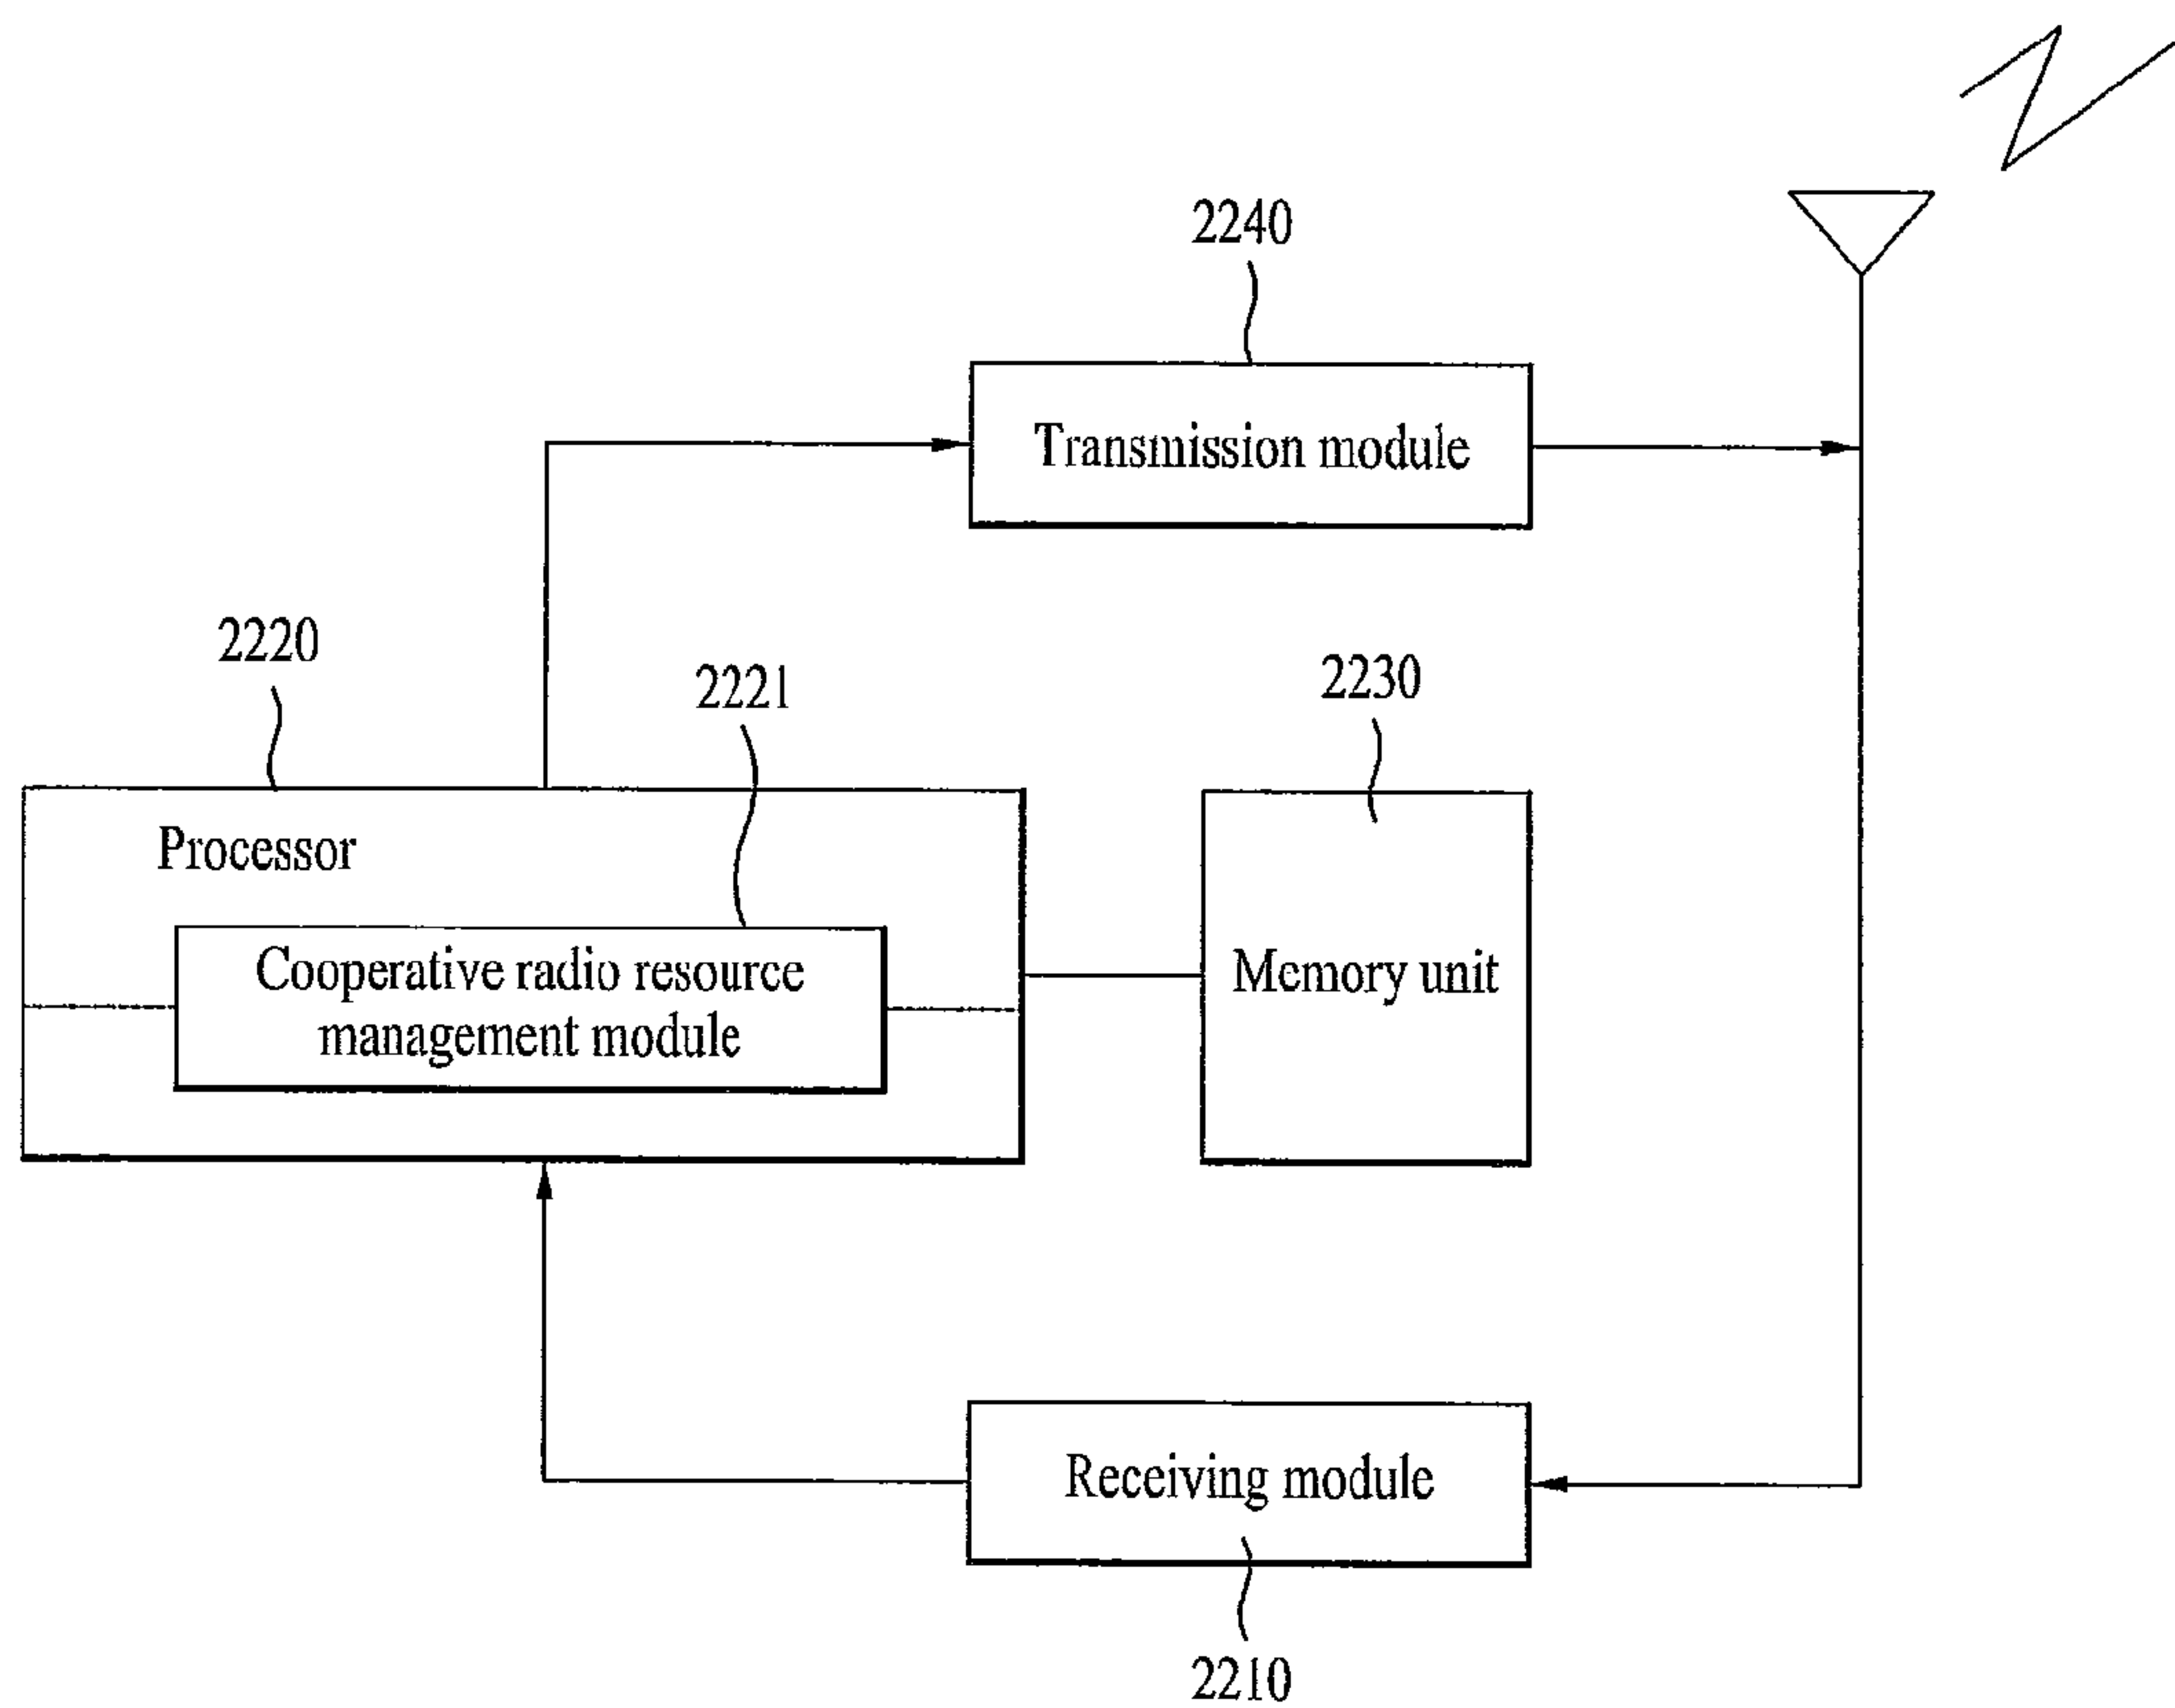 2240
Transmission module
2220
2221
2230
Processor
Cooperative radio resource
management module
Memory unit
Receiving module
2210